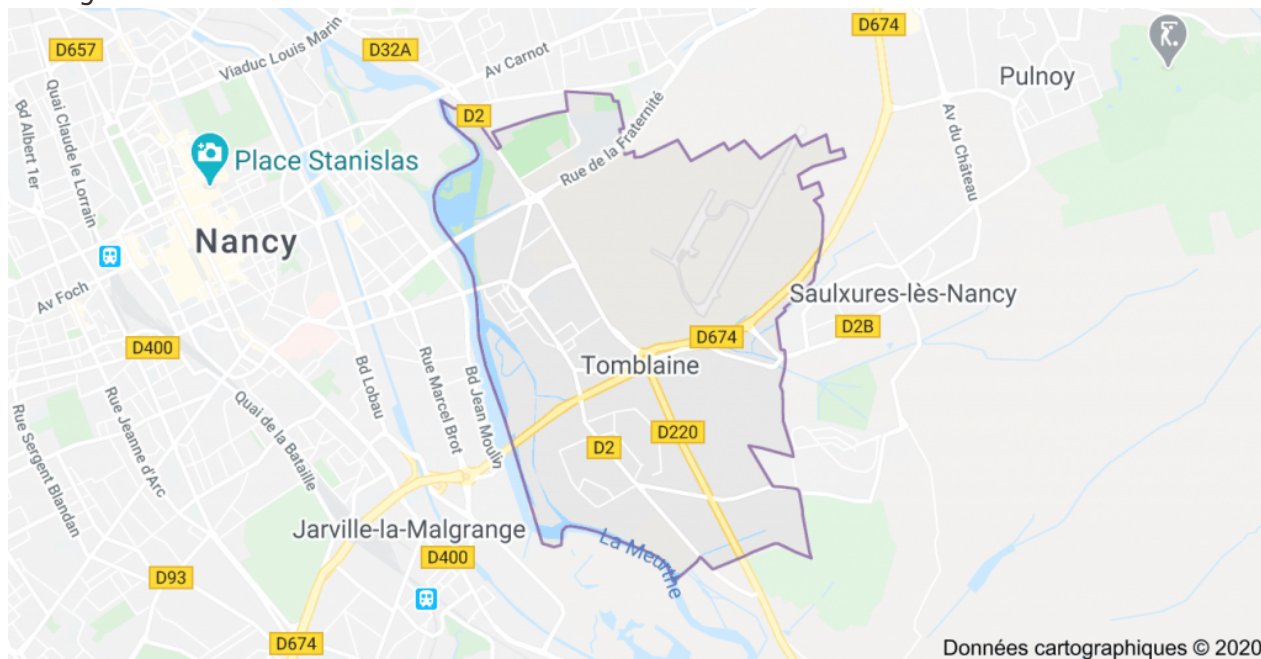 D657
Viaduc Louis Marin
D32A
Av Carnot
D674
Pulnoy
Quai Claude le Lorrain
Bd Albert 1er
D2
Rue de la Fraternité
Av du Château
Place Stanislas
Nancy
Av Foch
Saulxures-lès-Nancy
D2B
D674
D400
Tomblaine
Bd Lobau
Rue Marcel Brot
Bd Jean Moulin
Rue Jeanne d'Arc
Quai de la Bataille
Rue Sergent Blandan
D220
D2
Jarville-la-Malgrange
La Meurthe
D400
D93
D674
Données cartographiques © 2020